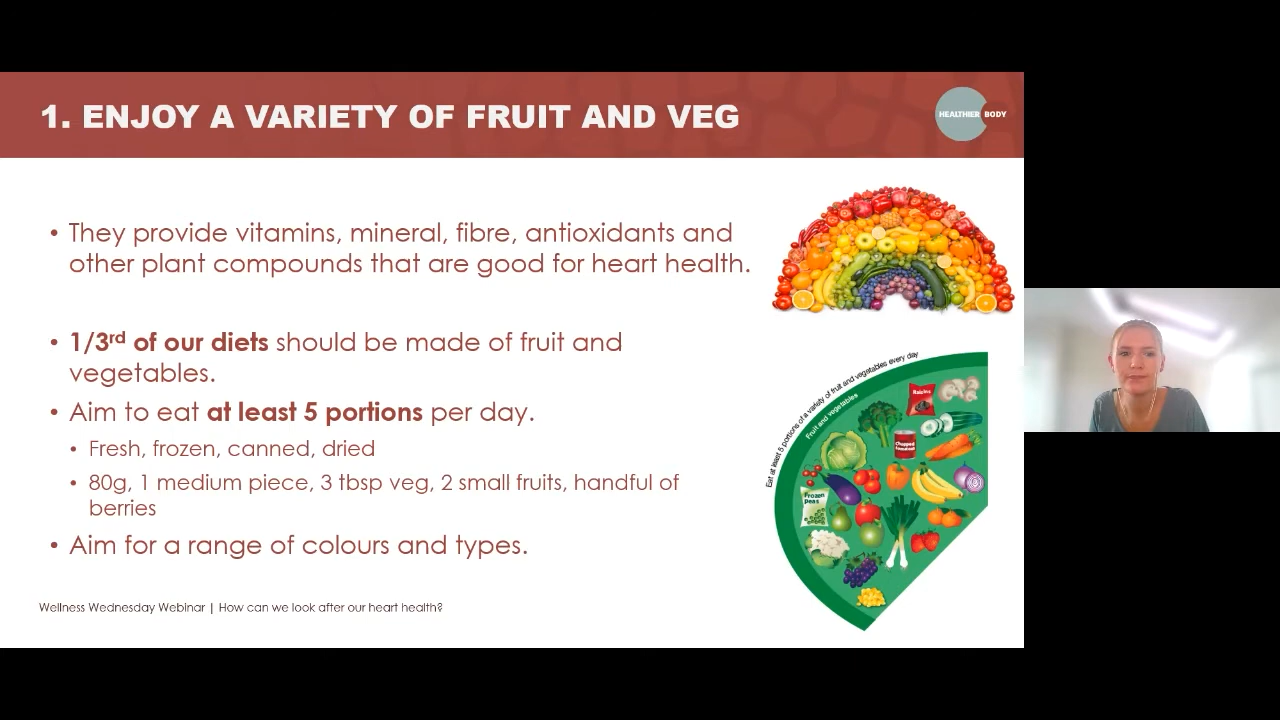 1. ENJOY A VARIETY OF FRUIT AND VEG
HEALTHIER BODY
• They provide vitamins, mineral, fibre, antioxidants and
other plant compounds that are good for heart health.
• 1/3rd of our diets should be made of fruit and
vegetables.
• Aim to eat at least 5 portions per day.
• Fresh, frozen, canned, dried
• 80g, 1 medium piece, 3 tbsp veg, 2 small fruits, handful of
berries
• Aim for a range of colours and types.
Eat at least 5 portions of a variety of fruit and vegetables every day
Fruit and vegetables
Raisins
Chopped
tomatoes
Frozen
peas
Wellness Wednesday Webinar | How can we look after our heart health?